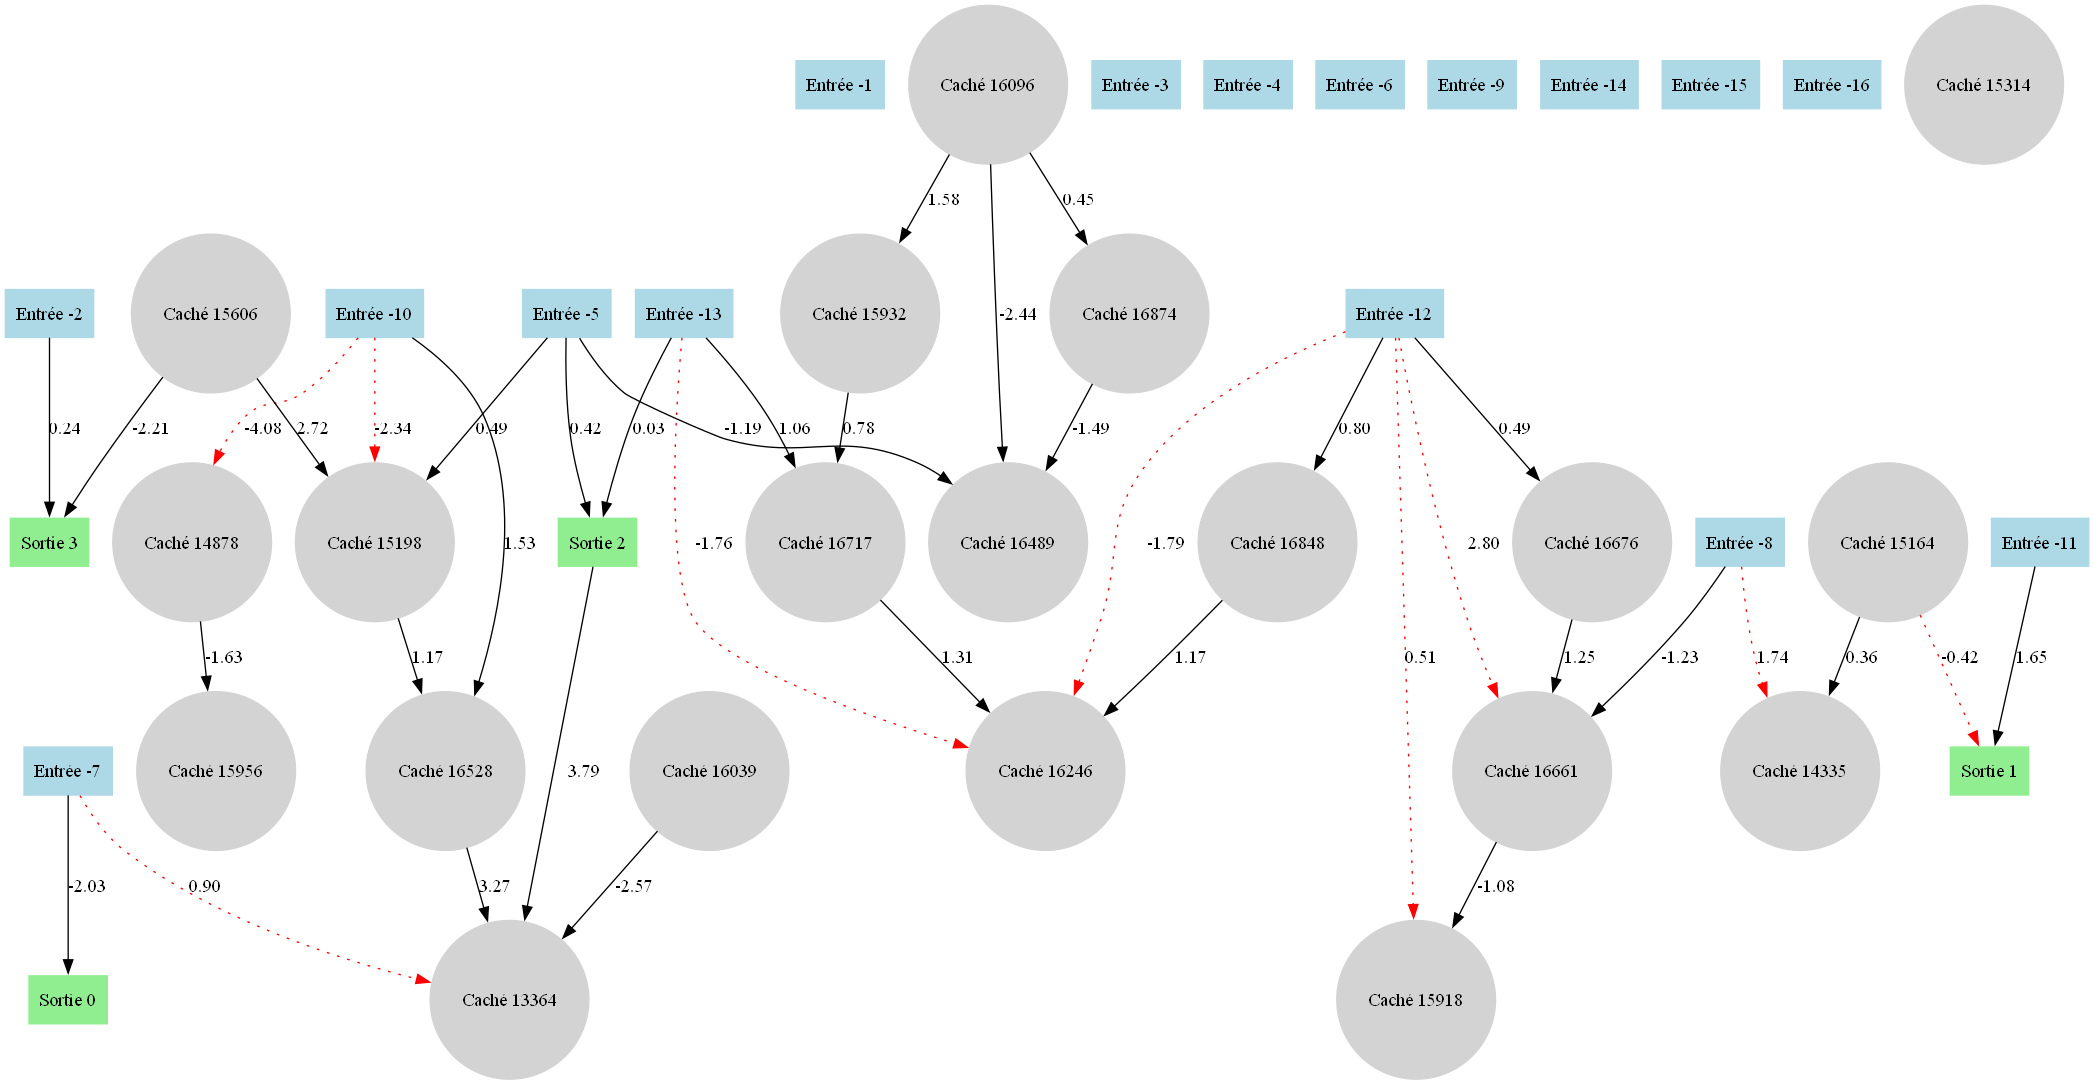 Entrée -1
Caché 16096
Entrée -3
Entrée -4
Entrée -6
Entrée -9
Entrée -14
Entrée -15
Entrée -16
Caché 15314
1.58
0.45
Entrée -2
Caché 15606
Entrée -10
Entrée -5
Entrée -13
Caché 15932
-2.44
Caché 16874
Entrée -12
0.24
-2.21
-4.08
2.72
-2.34
0.49
0.42
0.03
-1.19
1.06
0.78
-1.49
0.80
0.49
Sortie 3
Caché 14878
Caché 15198
1.53
Sortie 2
-1.76
Caché 16717
Caché 16489
-1.79
Caché 16848
2.80
Caché 16676
Entrée -8
Caché 15164
Entrée -11
-1.63
1.17
1.31
1.17
0.51
1.25
-1.23
1.74
0.36
-0.42
1.65
Entrée -7
Caché 15956
Caché 16528
3.79
Caché 16039
Caché 16246
Caché 16661
Caché 14335
Sortie 1
-2.03
0.90
3.27
-2.57
-1.08
Sortie 0
Caché 13364
Caché 15918